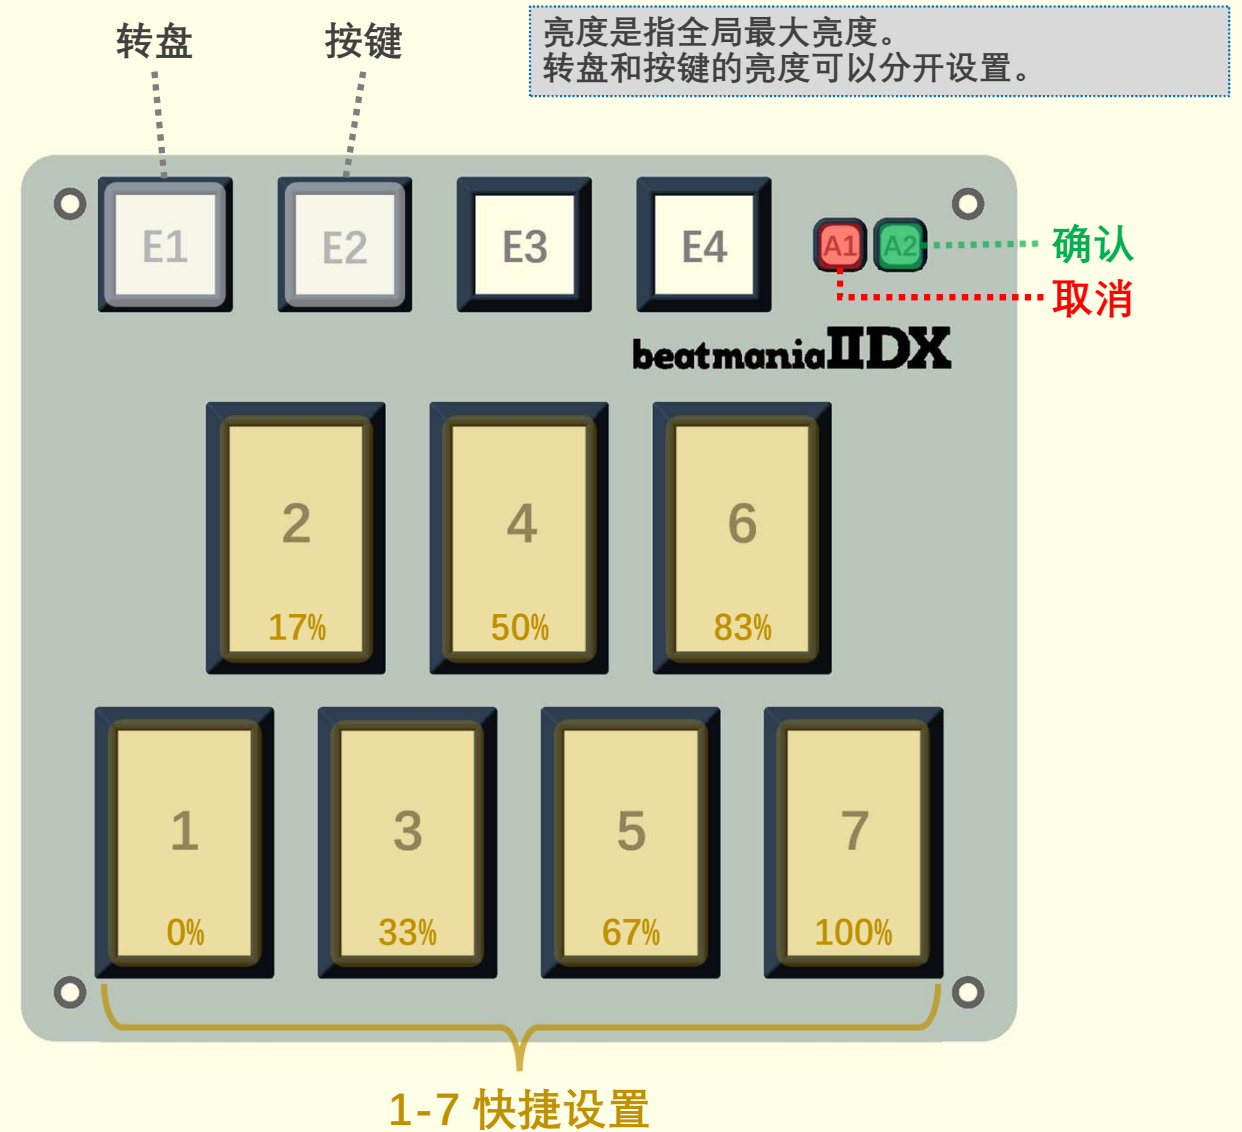 转盘
按键
亮度是指全局最大亮度。
转盘和按键的亮度可以分开设置。
E1
E2
E3
E4
A1
A2
确认
取消
beatmania IIDX
2
4
6
17%
50%
83%
1
3
5
7
0%
33%
67%
100%
1-7 快捷设置